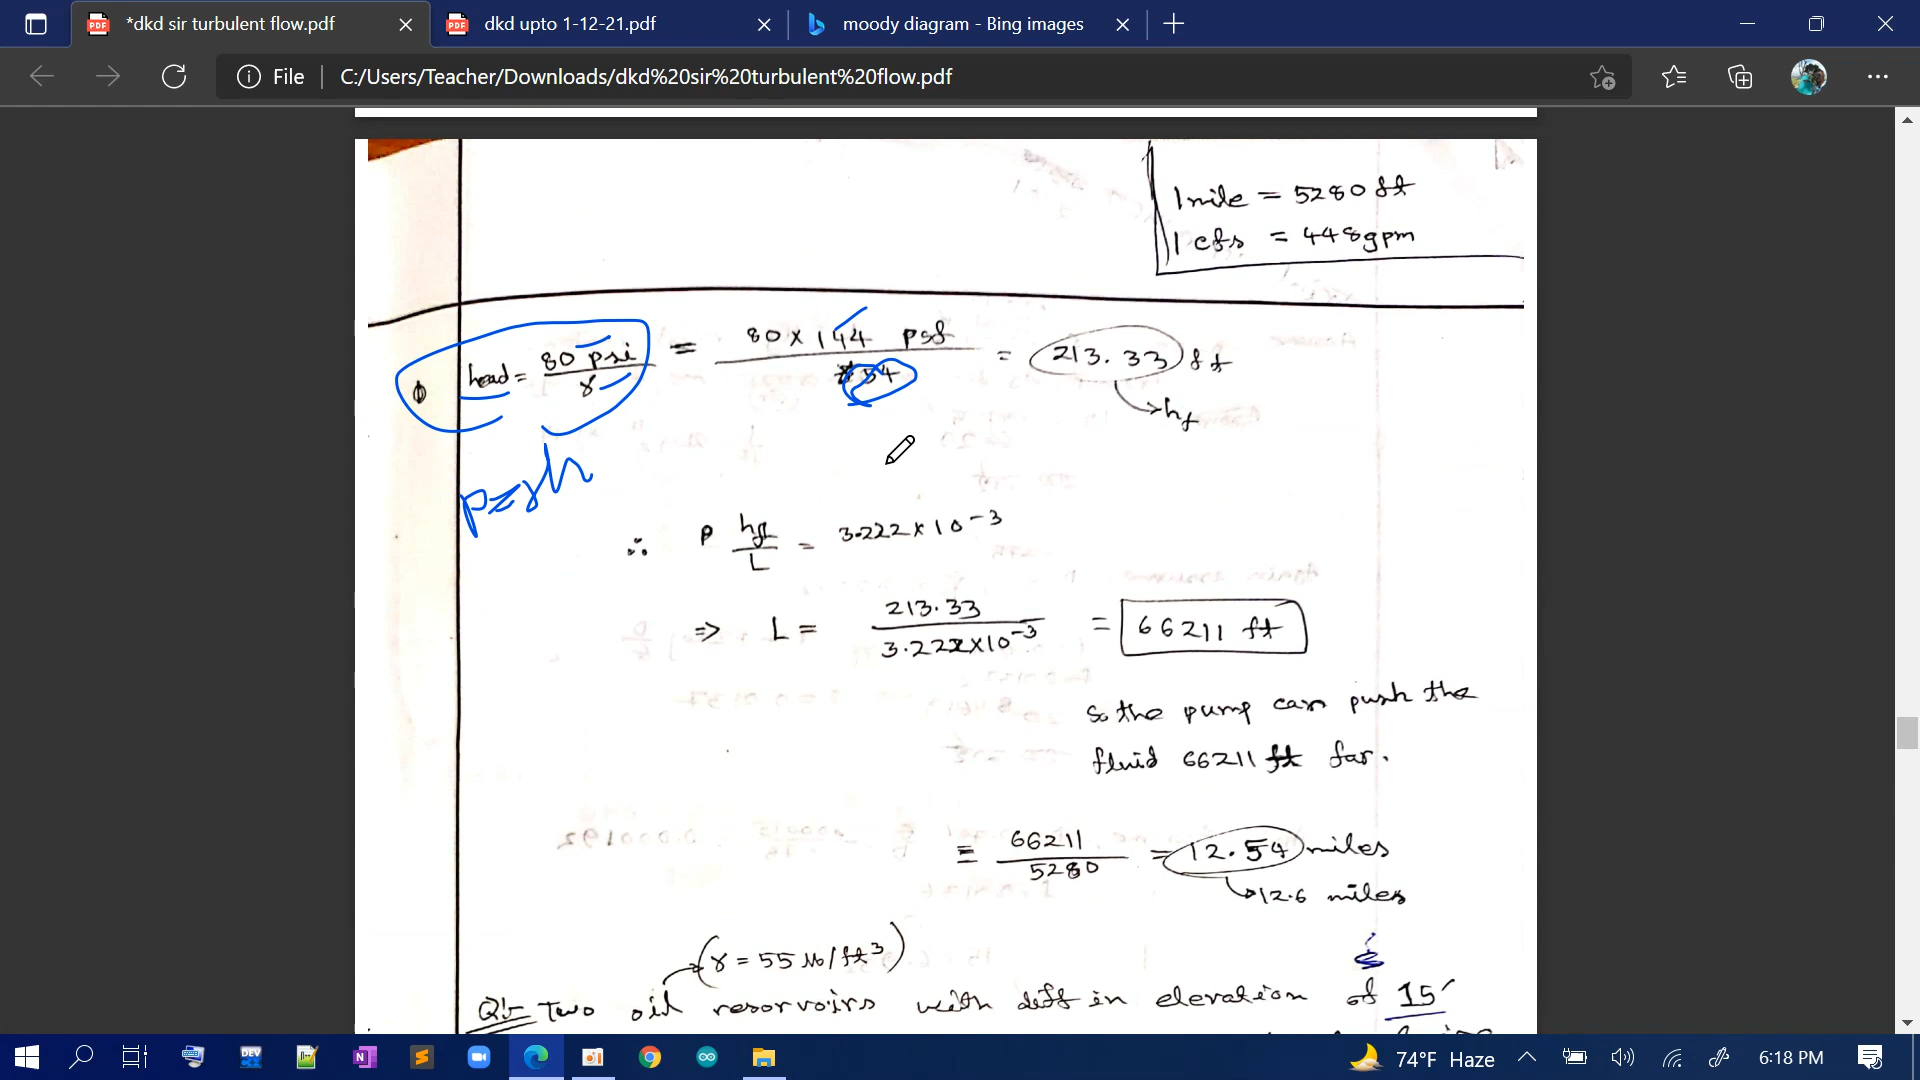 *dkd sir turbulent flow.pdf
dkd upto 1-12-21.pdf
moody diagram - Bing images
File
C:/Users/Teacher/Downloads/dkd%20sir%20turbulent%20flow.pdf
1 mile = 5280 ft
1 cfs = 448gpm
head = 80 psi / γ = 80 x 144 psf / 54 = 213.33 ft
→ hf
p=γh
∴ hf / L = 3.222 x 10⁻³
⇒ L = 213.33 / 3.222x10⁻³ = 66211 ft
So the pump can push the
fluid 66211 ft far.
= 66211 / 5280 = 12.54 miles
→12.6 miles
(γ = 55 lb/ft³)
Q:- Two oil reservoirs with diff in elevation of 15'
74°F Haze
6:18 PM